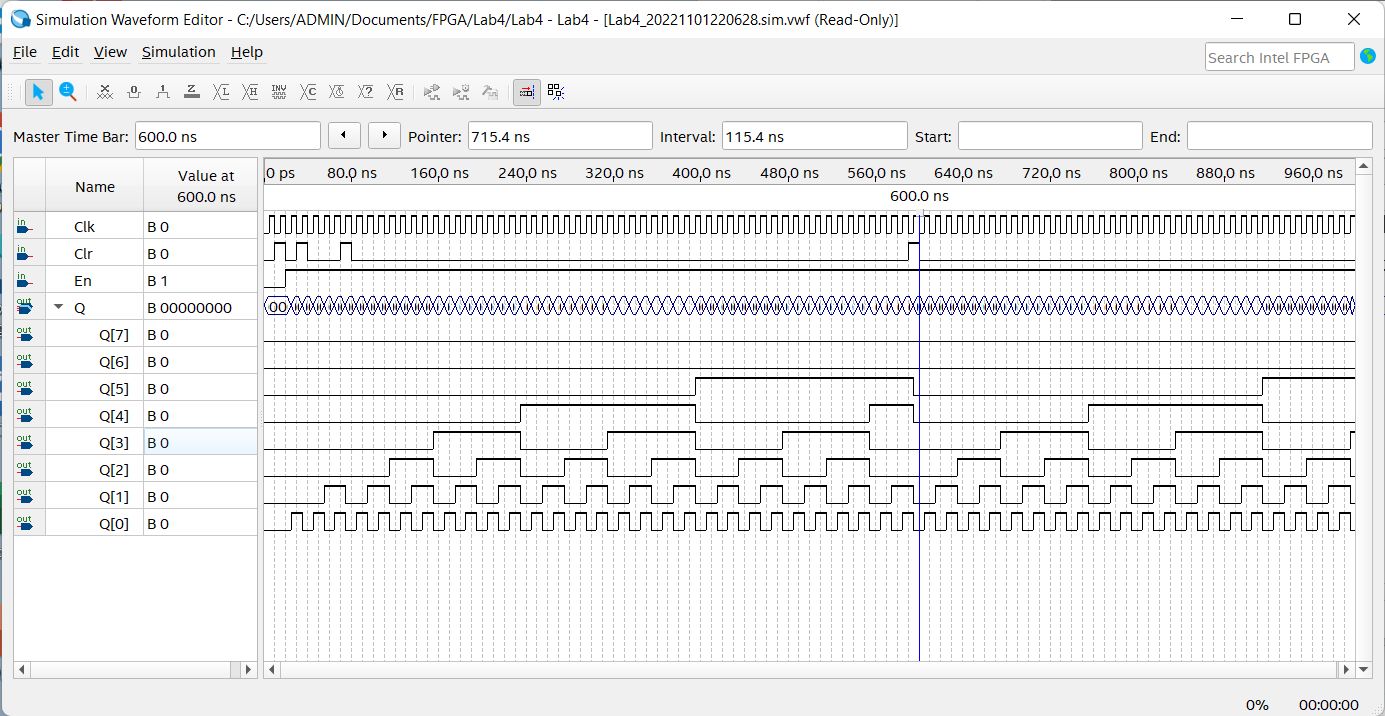 Simulation Waveform Editor - C:/Users/ADMIN/Documents/FPGA/Lab4/Lab4 - Lab4 - [Lab4_20221101220628.sim.vwf (Read-Only)]
File Edit View Simulation Help
Search Intel FPGA
Master Time Bar: 600.0 ns Pointer: 715.4 ns Interval: 115.4 ns Start: End:
Name Value at 600.0 ns
0 ps 80.0 ns 160.0 ns 240.0 ns 320.0 ns 400.0 ns 480.0 ns 560.0 ns 640.0 ns 720.0 ns 800.0 ns 880.0 ns 960.0 ns
600.0 ns
in Clk B 0
in Clr B 0
in En B 1
out Q B 00000000 00
out Q[7] B 0
out Q[6] B 0
out Q[5] B 0
out Q[4] B 0
out Q[3] B 0
out Q[2] B 0
out Q[1] B 0
out Q[0] B 0
0% 00:00:00